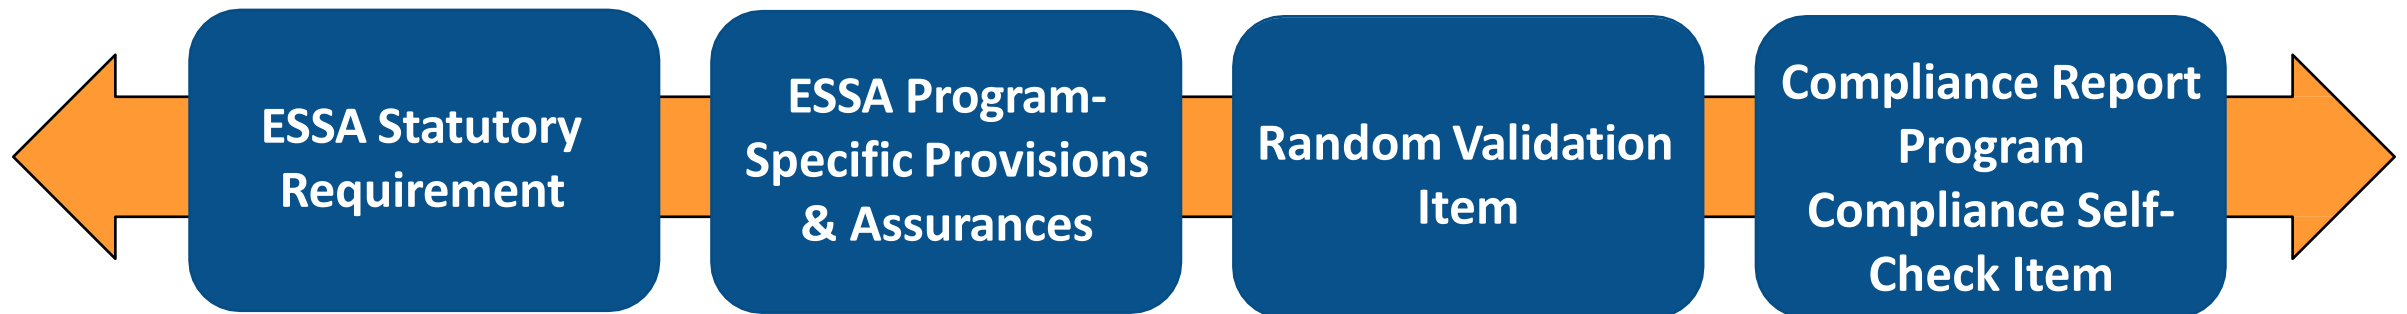 ESSA Statutory
Requirement
ESSA Program-
Specific Provisions
& Assurances
Random Validation
Item
Compliance Report
Program
Compliance Self-
Check Item